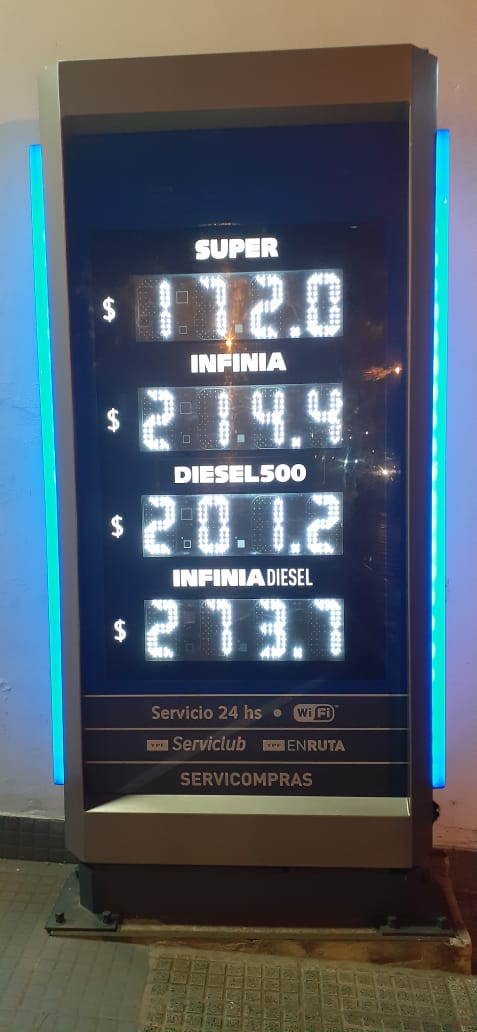 SUPER
$ 172.0
INFINIA
$ 214.4
DIESEL500
$ 201.2
INFINIA DIESEL
$ 273.7
Servicio 24 hs • WiFi™
YPF Serviclub YPF ENRUTA
SERVICOMPRAS